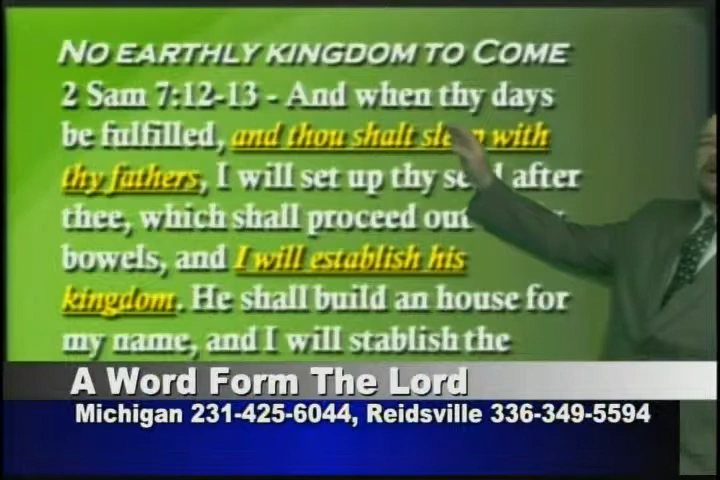 NO EARTHLY KINGDOM TO COME
2 Sam 7:12-13 - And when thy days
be fulfilled, and thou shalt with
thy fathers, I will set up thy after
thee, which shall proceed out
bowels, and I will establish his
kingdom. He shall build an house for
my name, and I will stablish the
A Word Form The Lord
Michigan 231-425-6044, Reidsville 336-349-5594